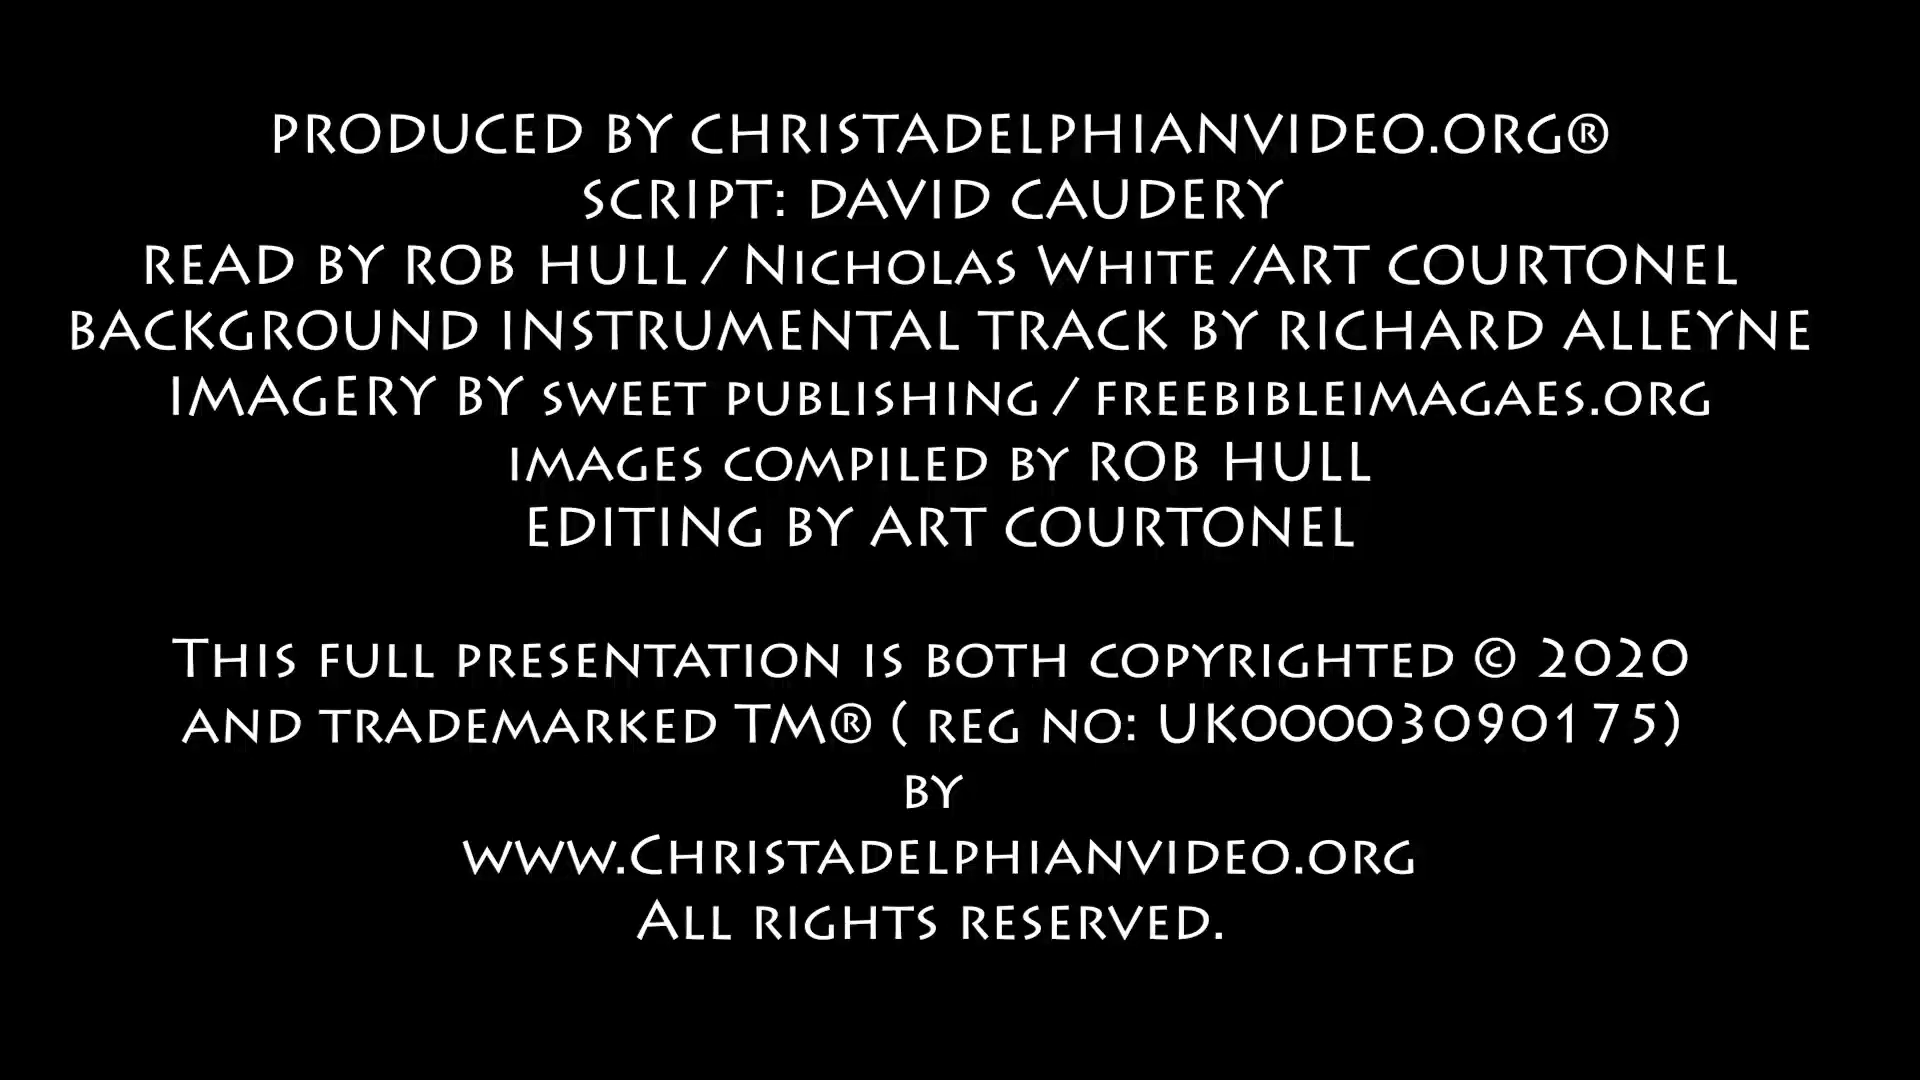 PRODUCED BY CHRISTADELPHIANVIDEO.ORG®
SCRIPT: DAVID CAUDERY
READ BY ROB HULL / Nicholas White /ART COURTONEL
BACKGROUND INSTRUMENTAL TRACK BY RICHARD ALLEYNE
IMAGERY BY sweet publishing / freebibleimagaes.org
images compiled by ROB HULL
EDITING BY ART COURTONEL
This full presentation is both copyrighted © 2020
and trademarked TM® ( reg no: UK00003090175)
by
www.Christadelphianvideo.org
All rights reserved.